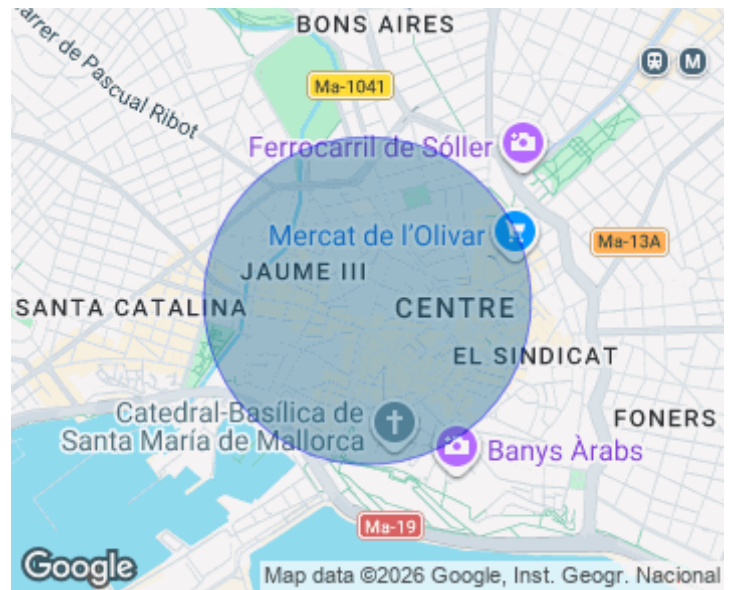 BONS AIRES
arrer de Pascual Ribot
Ma-1041
M
Ferrocarril de Sóller
Mercat de l'Olivar
Ma-13A
JAUME III
SANTA CATALINA
CENTRE
EL SINDICAT
Catedral-Basílica de
Santa María de Mallorca
FONERS
Banys Àrabs
Ma-19
Google
Map data ©2026 Google, Inst. Geogr. Nacional